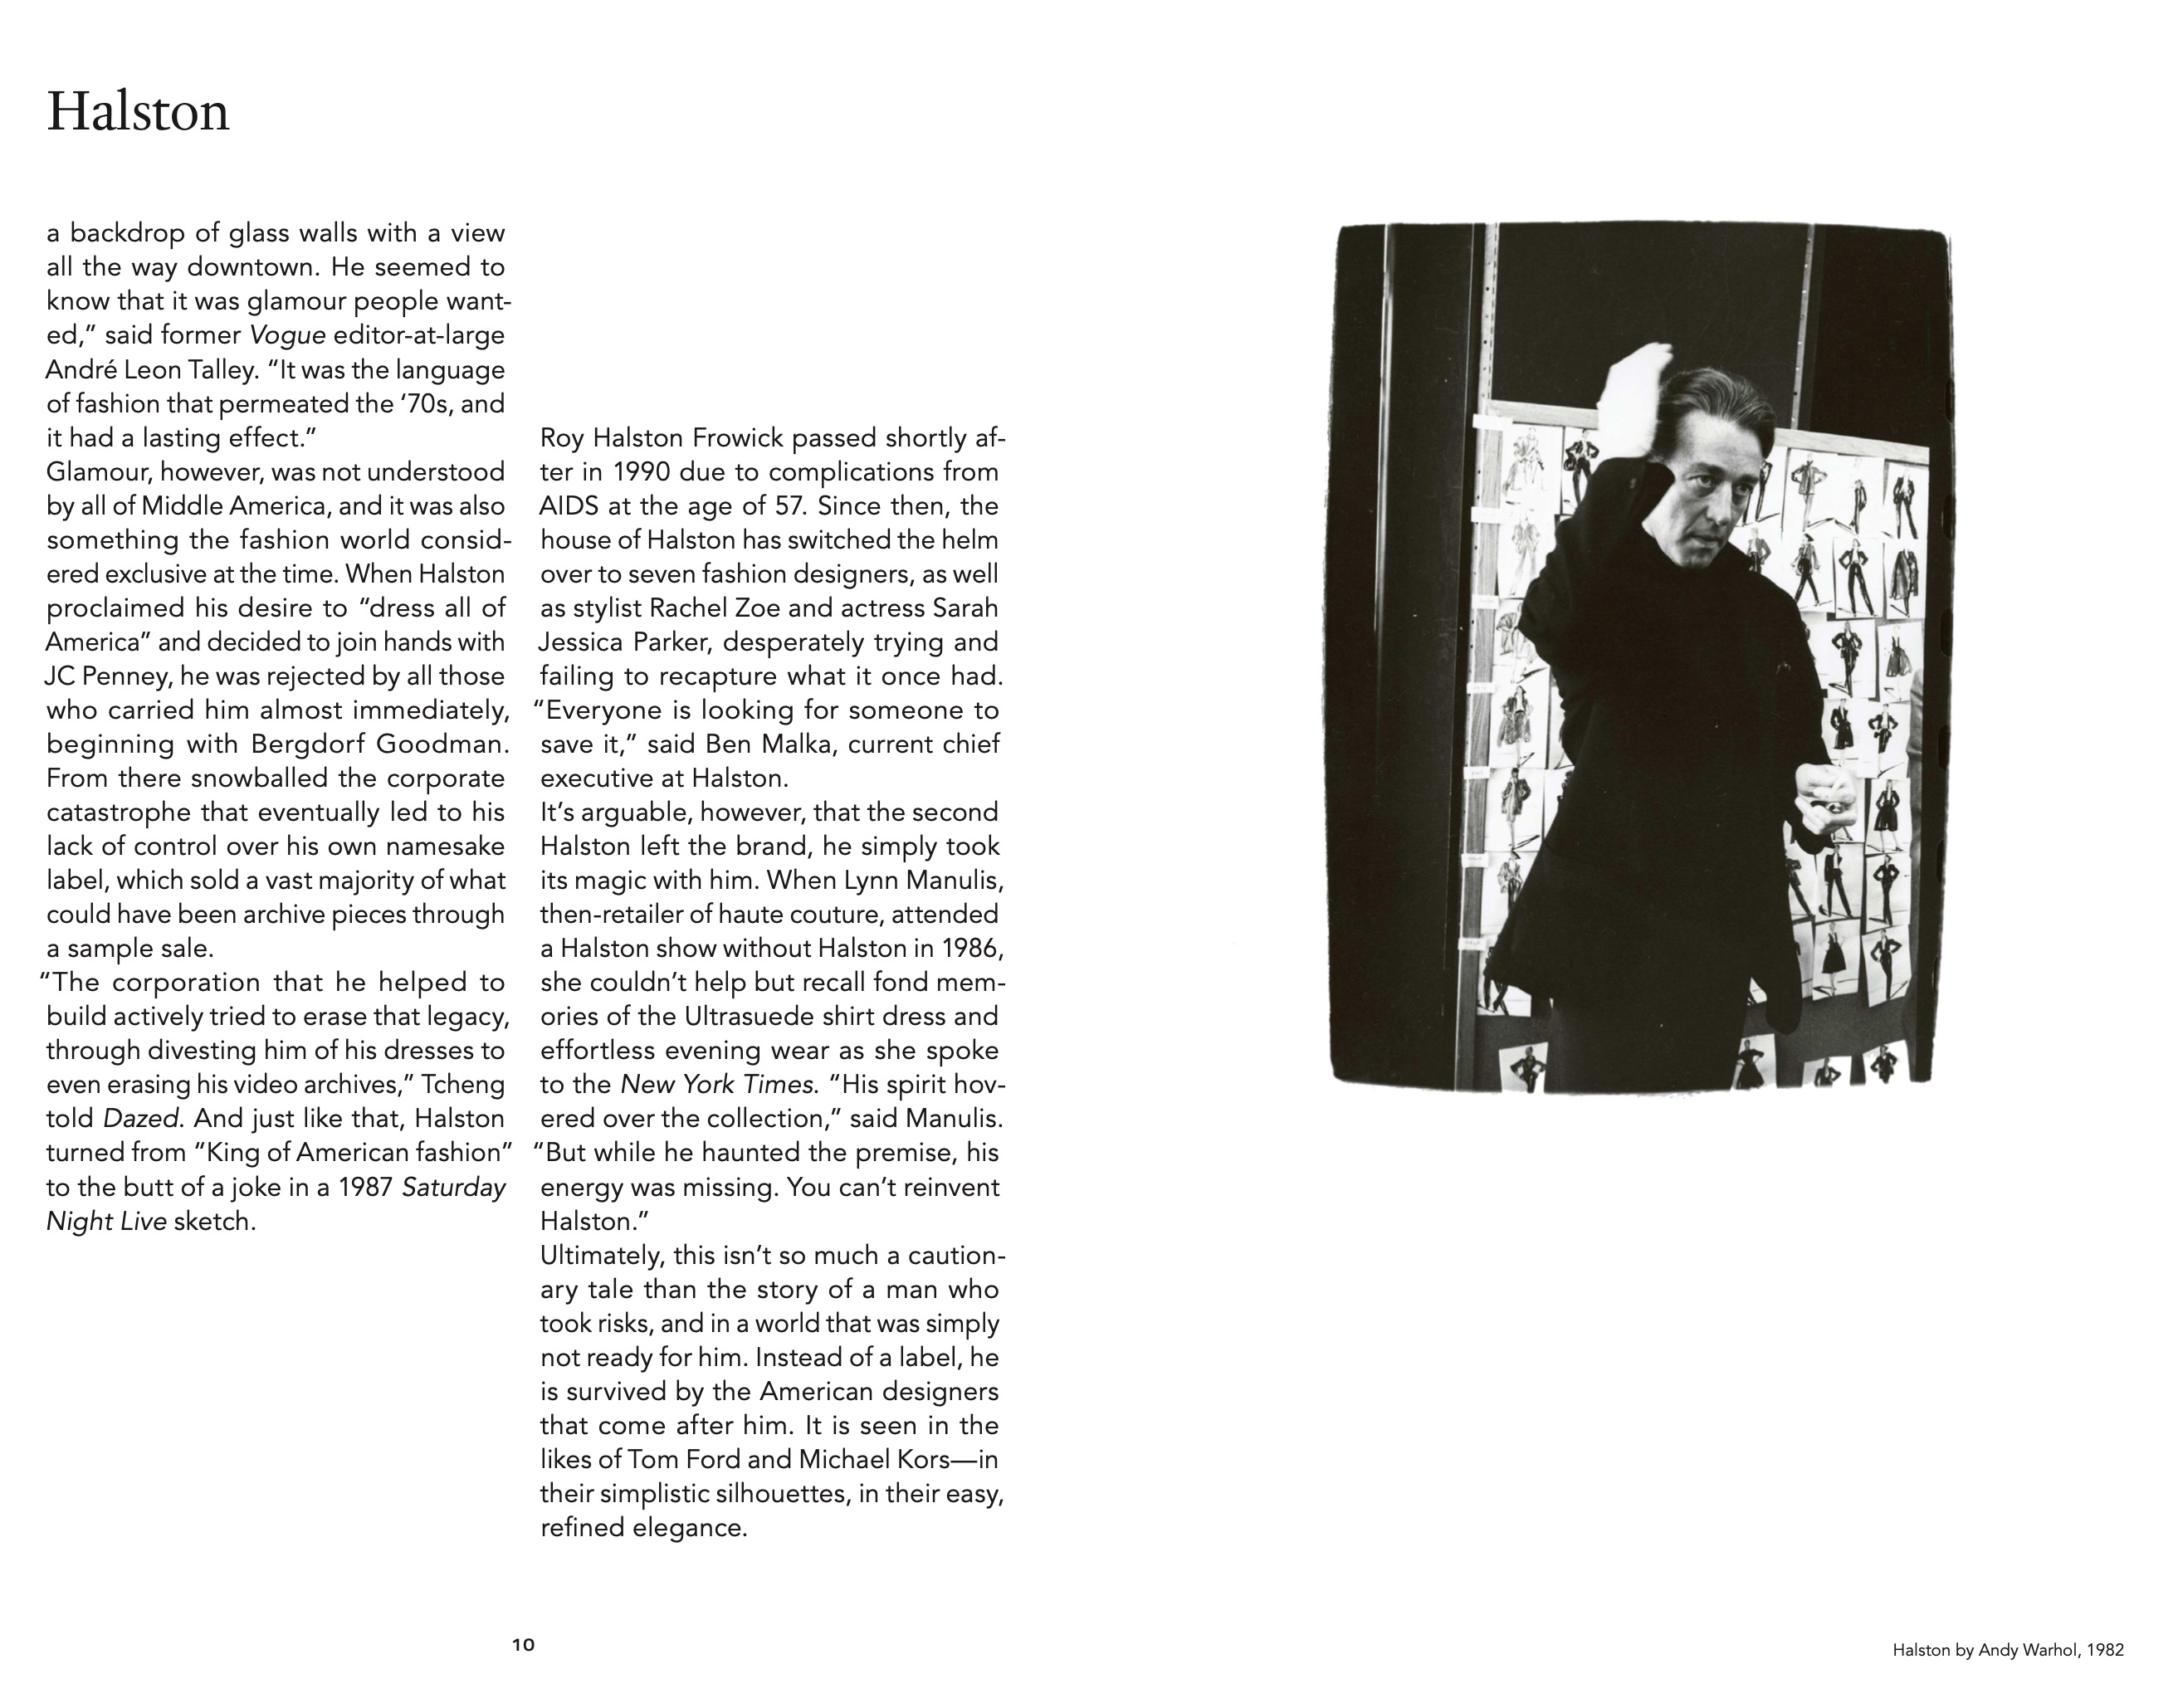 Halston
a backdrop of glass walls with a view
all the way downtown. He seemed to
know that it was glamour people want-
ed,” said former Vogue editor-at-large
André Leon Talley. “It was the language
of fashion that permeated the ‘70s, and
it had a lasting effect.”
Glamour, however, was not understood
by all of Middle America, and it was also
something the fashion world consid-
ered exclusive at the time. When Halston
proclaimed his desire to “dress all of
America” and decided to join hands with
JC Penney, he was rejected by all those
who carried him almost immediately,
beginning with Bergdorf Goodman.
From there snowballed the corporate
catastrophe that eventually led to his
lack of control over his own namesake
label, which sold a vast majority of what
could have been archive pieces through
a sample sale.
“The corporation that he helped to
build actively tried to erase that legacy,
through divesting him of his dresses to
even erasing his video archives,” Tcheng
told Dazed. And just like that, Halston
turned from “King of American fashion”
to the butt of a joke in a 1987 Saturday
Night Live sketch.
Roy Halston Frowick passed shortly af-
ter in 1990 due to complications from
AIDS at the age of 57. Since then, the
house of Halston has switched the helm
over to seven fashion designers, as well
as stylist Rachel Zoe and actress Sarah
Jessica Parker, desperately trying and
failing to recapture what it once had.
“Everyone is looking for someone to
save it,” said Ben Malka, current chief
executive at Halston.
It’s arguable, however, that the second
Halston left the brand, he simply took
its magic with him. When Lynn Manulis,
then-retailer of haute couture, attended
a Halston show without Halston in 1986,
she couldn’t help but recall fond mem-
ories of the Ultrasuede shirt dress and
effortless evening wear as she spoke
to the New York Times. “His spirit hov-
ered over the collection,” said Manulis.
“But while he haunted the premise, his
energy was missing. You can’t reinvent
Halston.”
Ultimately, this isn’t so much a caution-
ary tale than the story of a man who
took risks, and in a world that was simply
not ready for him. Instead of a label, he
is survived by the American designers
that come after him. It is seen in the
likes of Tom Ford and Michael Kors—in
their simplistic silhouettes, in their easy,
refined elegance.
10
Halston by Andy Warhol, 1982